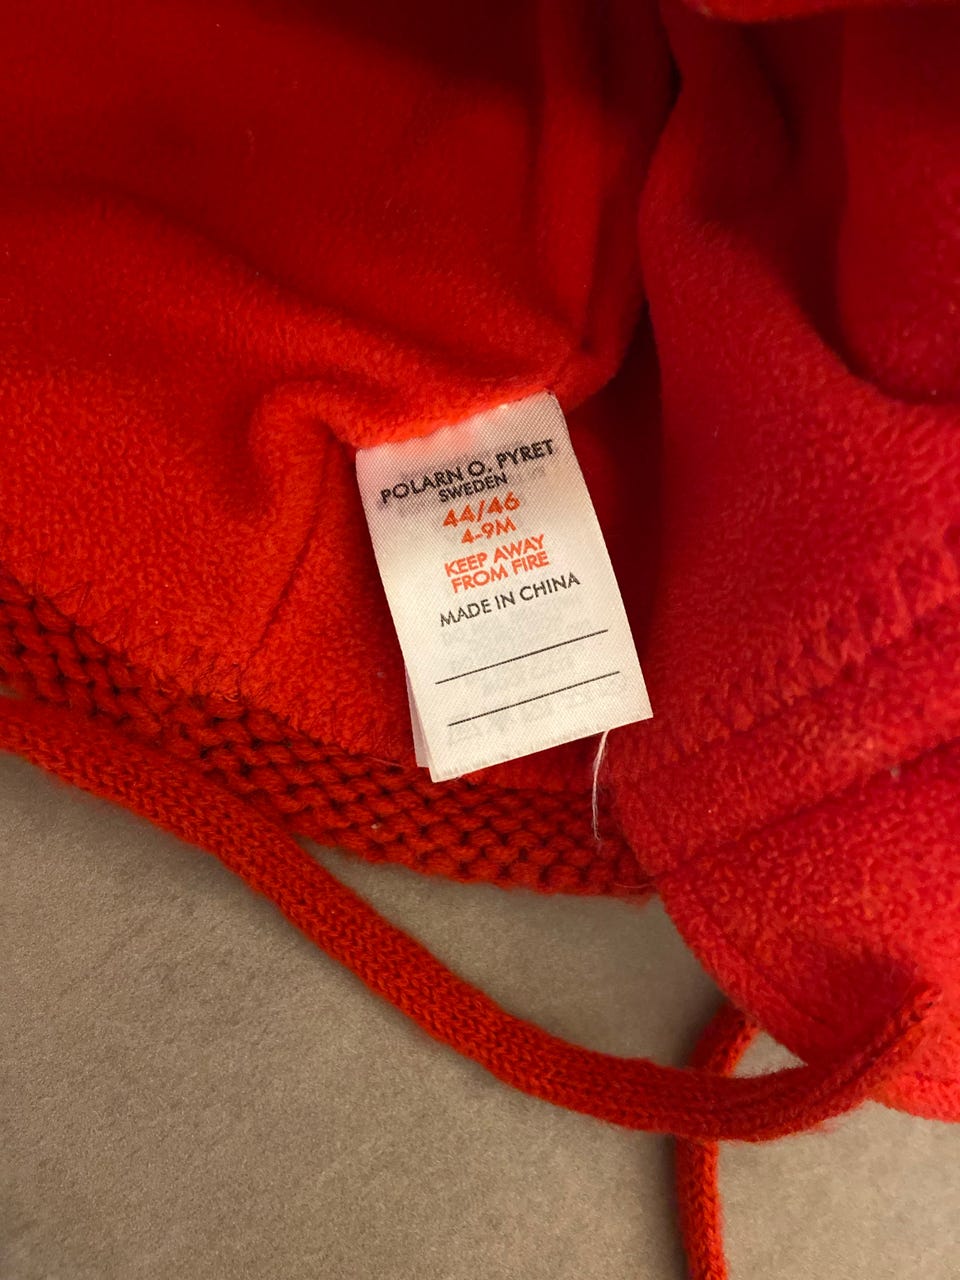 POLARN O. PYRET
SWEDEN
44/46
4-9M
KEEP AWAY
FROM FIRE
MADE IN CHINA